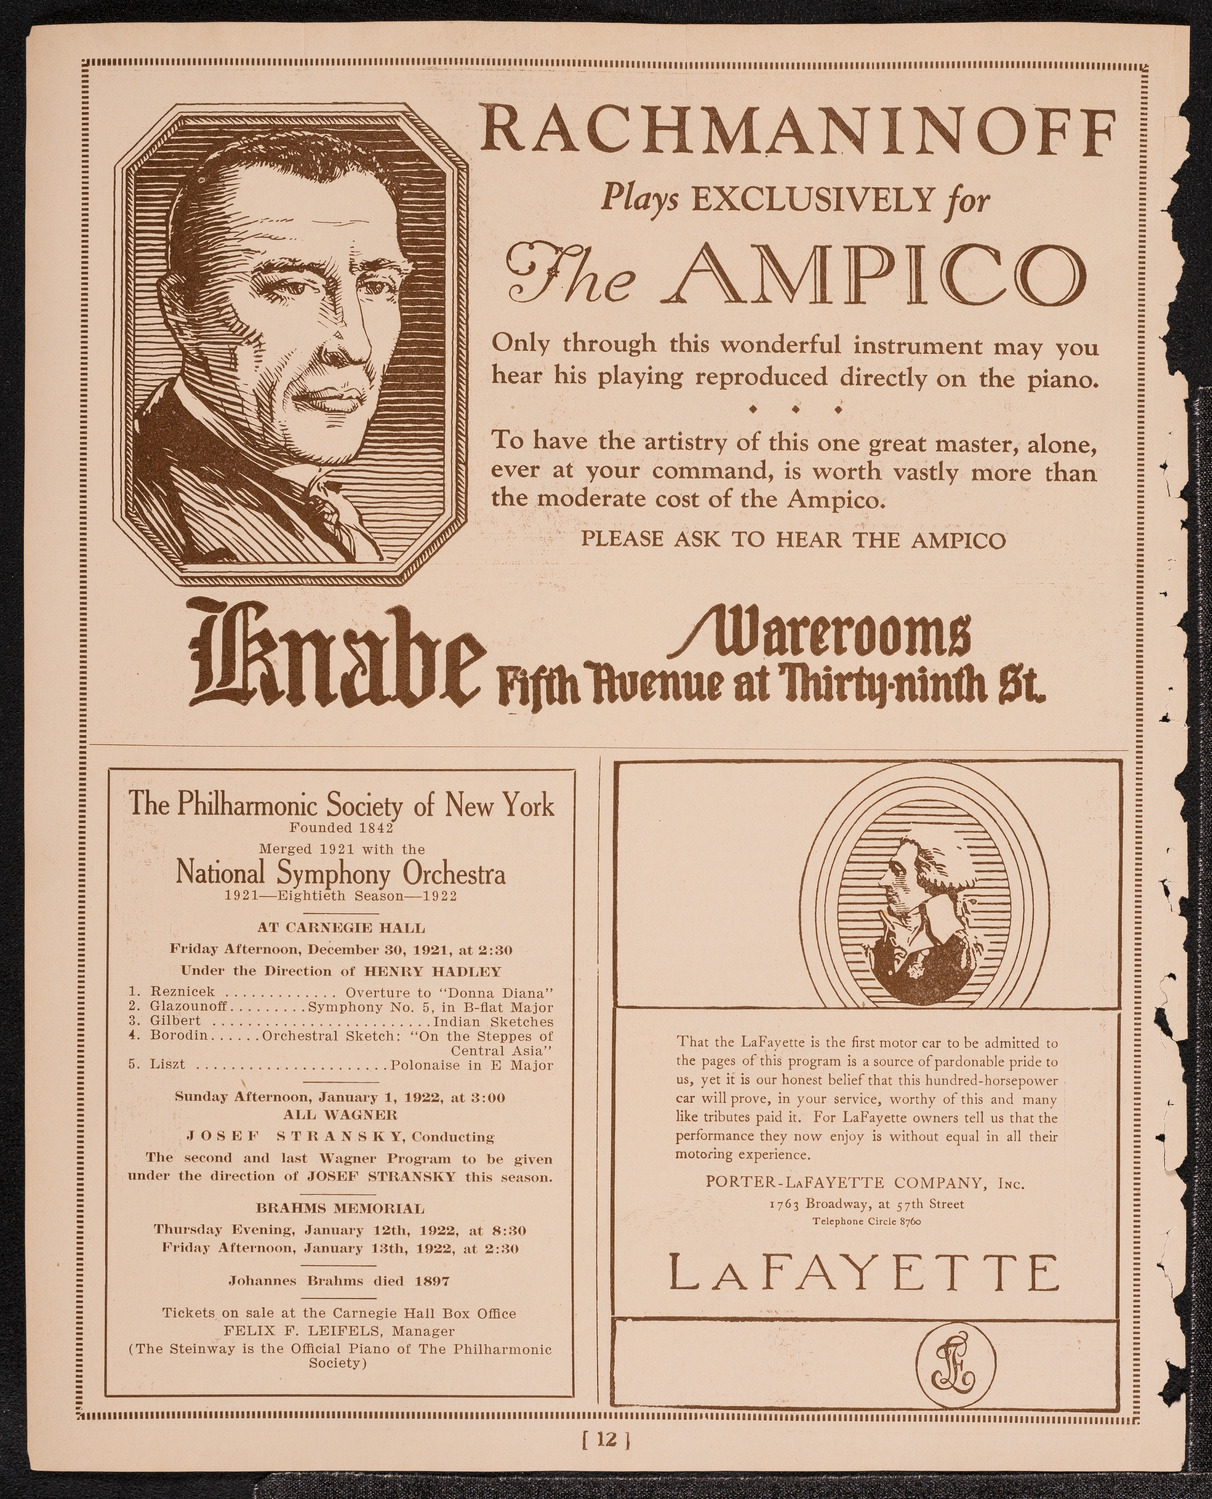 RACHMANINOFF
Plays EXCLUSIVELY for
The AMPICO
Only through this wonderful instrument may you
hear his playing reproduced directly on the piano.
To have the artistry of this one great master, alone,
ever at your command, is worth vastly more than
the moderate cost of the Ampico.
PLEASE ASK TO HEAR THE AMPICO
Knabe
Warerooms
Fifth Avenue at Thirty-ninth St.
The Philharmonic Society of New York
Founded 1842
Merged 1921 with the
National Symphony Orchestra
1921—Eightieth Season—1922
AT CARNEGIE HALL
Friday Afternoon, December 30, 1921, at 2:30
Under the Direction of HENRY HADLEY
1. Reznicek ............. Overture to "Donna Diana"
2. Glazounoff.........Symphony No. 5, in B-flat Major
3. Gilbert .........................Indian Sketches
4. Borodin......Orchestral Sketch: "On the Steppes of
Central Asia"
5. Liszt ......................Polonaise in E Major
Sunday Afternoon, January 1, 1922, at 3:00
ALL WAGNER
JOSEF STRANSKY, Conducting
The second and last Wagner Program to be given
under the direction of JOSEF STRANSKY this season.
BRAHMS MEMORIAL
Thursday Evening, January 12th, 1922, at 8:30
Friday Afternoon, January 13th, 1922, at 2:30
Johannes Brahms died 1897
Tickets on sale at the Carnegie Hall Box Office
FELIX F. LEIFELS, Manager
(The Steinway is the Official Piano of The Philharmonic
Society)
That the LaFayette is the first motor car to be admitted to
the pages of this program is a source of pardonable pride to
us, yet it is our honest belief that this hundred-horsepower
car will prove, in your service, worthy of this and many
like tributes paid it. For LaFayette owners tell us that the
performance they now enjoy is without equal in all their
motoring experience.
PORTER-LAFAYETTE COMPANY, INC.
1763 Broadway, at 57th Street
Telephone Circle 8760
LAFAYETTE
[ 12 ]